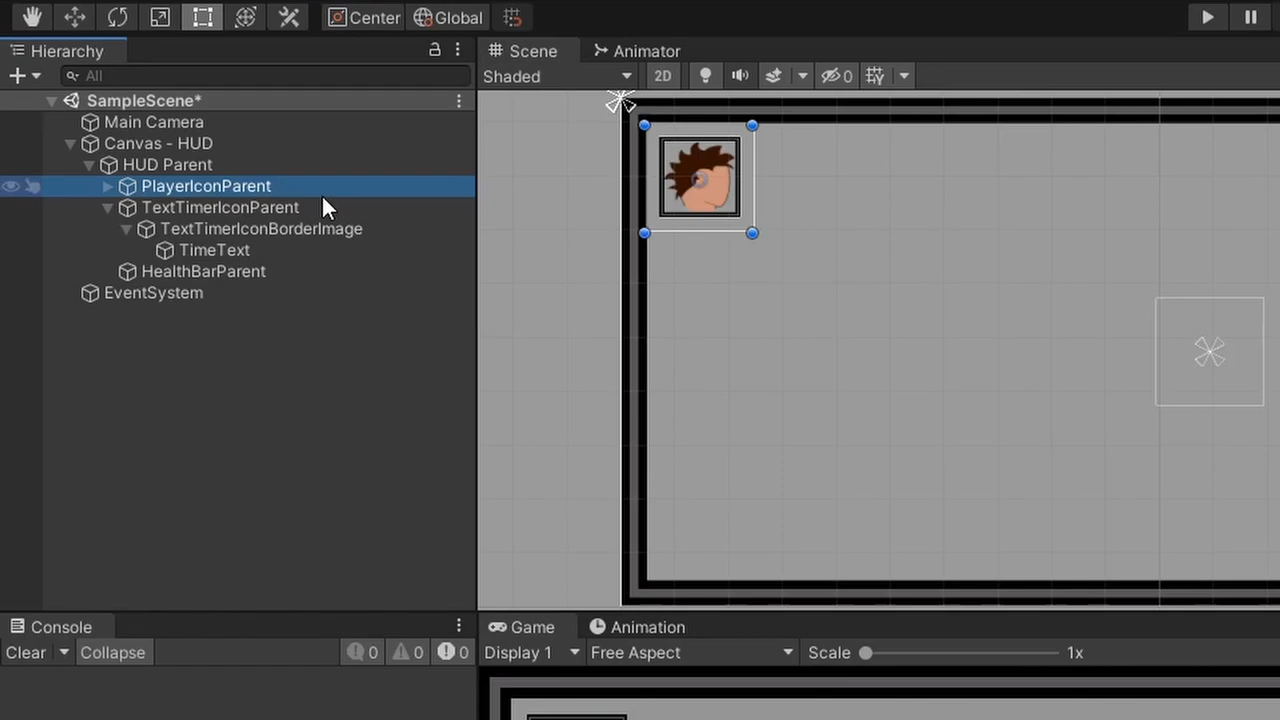 Center Global
Hierarchy
Scene Animator
All
Shaded 2D 0
SampleScene*
Main Camera
Canvas - HUD
HUD Parent
PlayerIconParent
TextTimerIconParent
TextTimerIconBorderImage
TimeText
HealthBarParent
EventSystem
Console
Game Animation
Clear Collapse 0 0 0
Display 1 Free Aspect Scale 1x